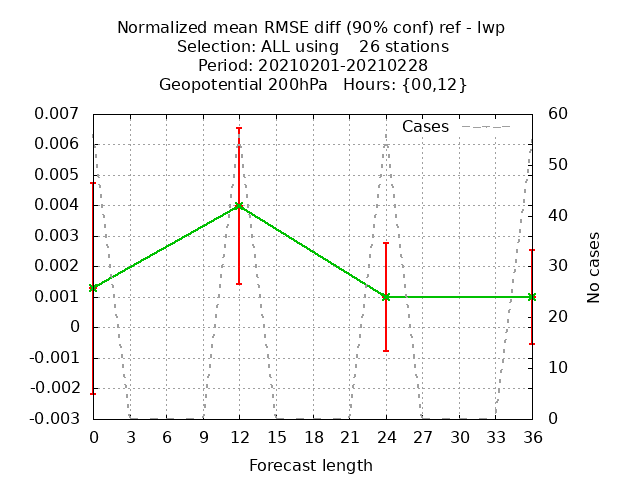 Normalized mean RMSE diff (90% conf) ref - lwp
Selection: ALL using    26 stations
Period: 20210201-20210228
Geopotential 200hPa   Hours: {00,12}
0.007
0.006
0.005
0.004
0.003
0.002
0.001
0
-0.001
-0.002
-0.003
Cases
60
50
40
30
20
10
0
No cases
0 3 6 9 12 15 18 21 24 27 30 33 36
Forecast length